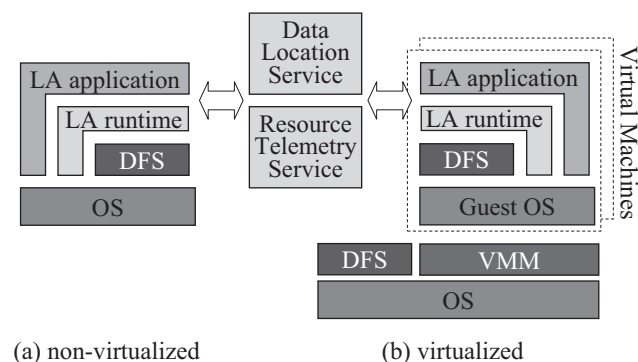 LA application
LA runtime
DFS
OS
Data
Location
Service
Resource
Telemetry
Service
LA application
LA runtime
DFS
Guest OS
Virtual Machines
DFS
VMM
OS
(a) non-virtualized
(b) virtualized